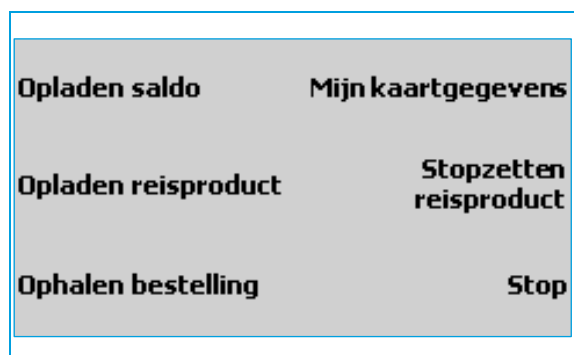 Opladen saldo
Mijn kaartgegevens
Opladen reisproduct
Stopzetten
reisproduct
Ophalen bestelling
Stop